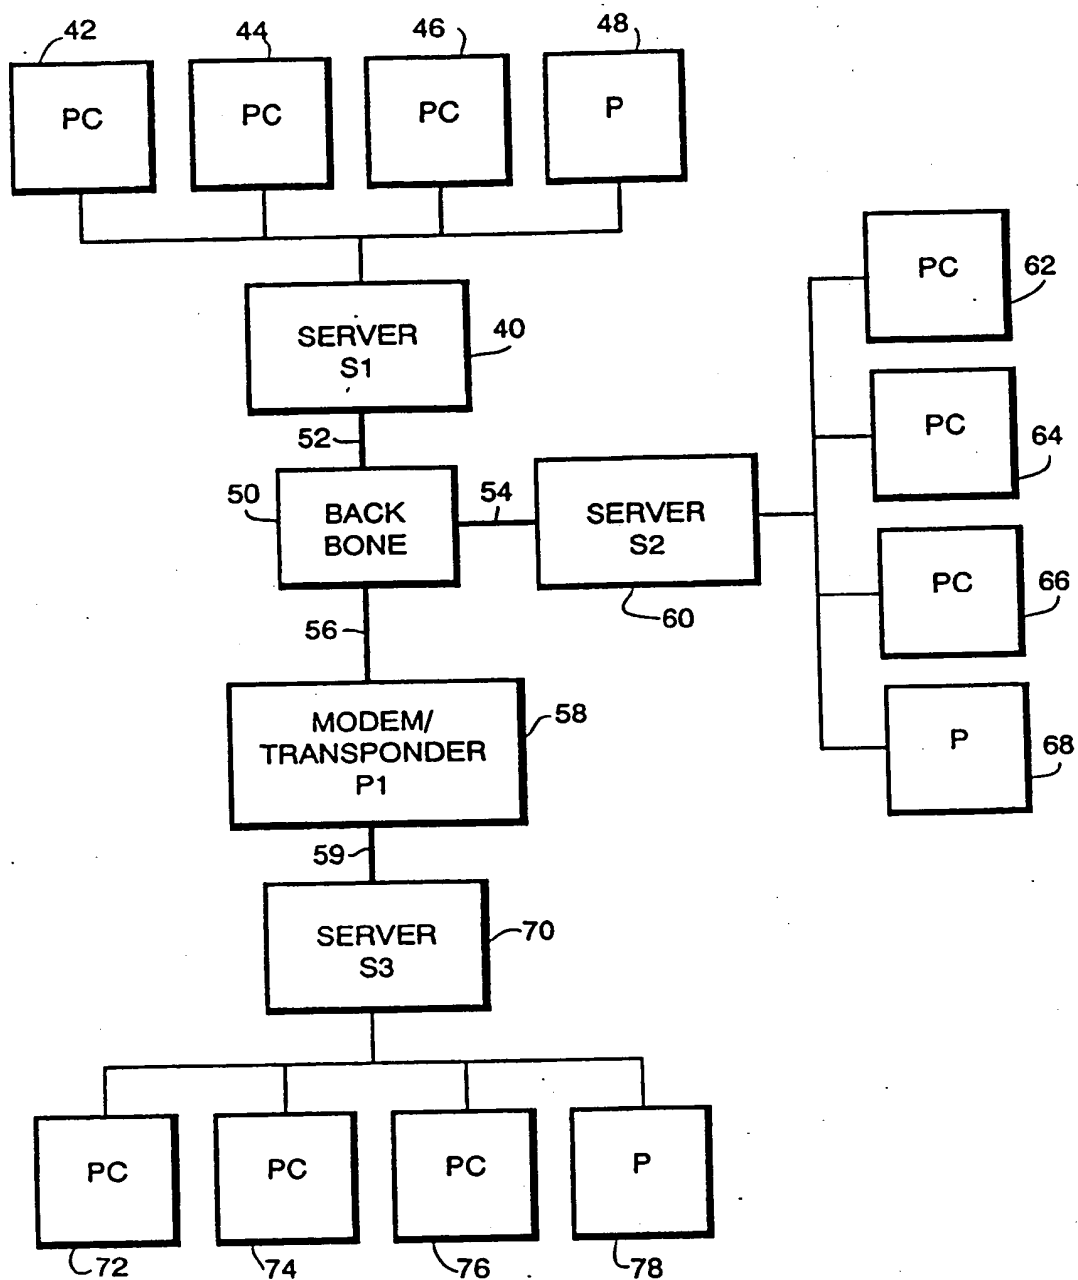 42
44
46
48
PC
PC
PC
P
SERVER
S1
40
52
50
BACK
BONE
54
SERVER
S2
60
PC
62
PC
64
PC
66
P
68
56
MODEM/
TRANSPONDER
P1
58
59
SERVER
S3
70
PC
PC
PC
P
72
74
76
78